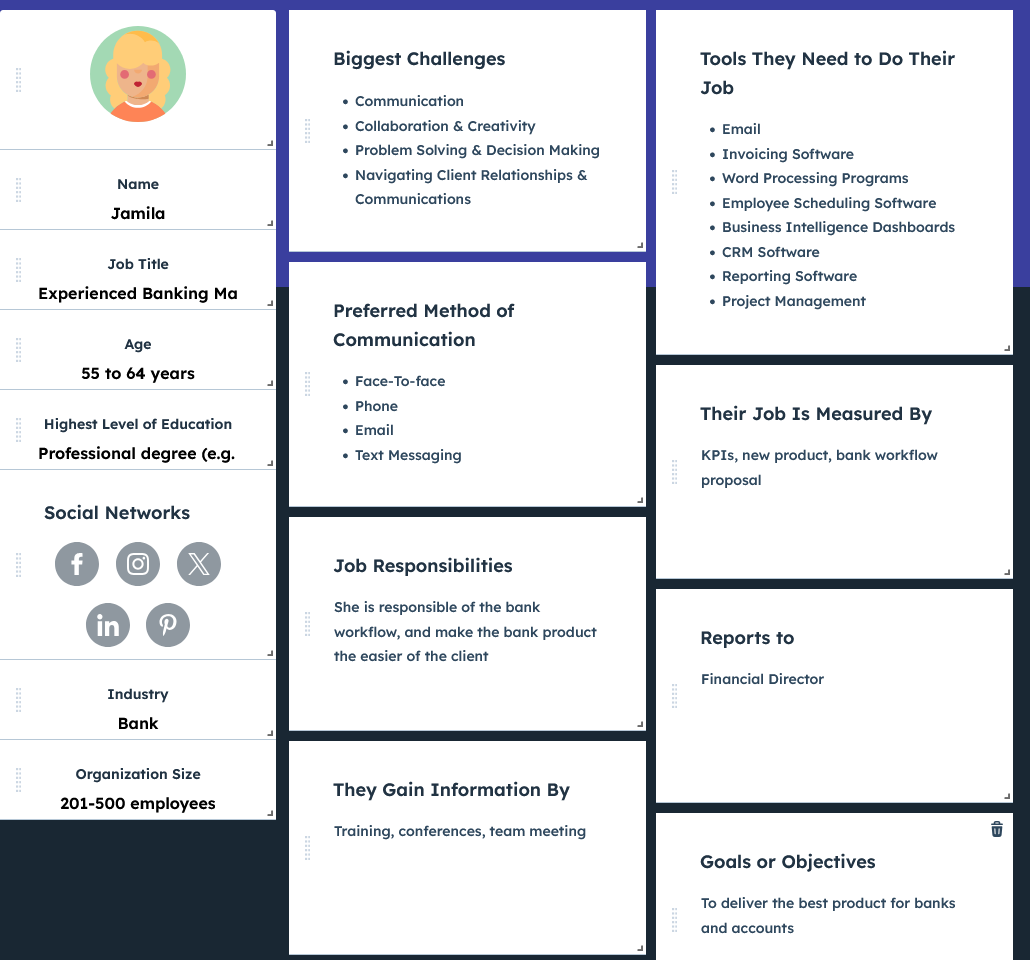 Name
Jamila
Job Title
Experienced Banking Ma
Age
55 to 64 years
Highest Level of Education
Professional degree (e.g.
Social Networks
Industry
Bank
Organization Size
201-500 employees
Biggest Challenges
• Communication
• Collaboration & Creativity
• Problem Solving & Decision Making
• Navigating Client Relationships &
Communications
Preferred Method of
Communication
• Face-To-face
• Phone
• Email
• Text Messaging
Job Responsibilities
She is responsible of the bank
workflow, and make the bank product
the easier of the client
They Gain Information By
Training, conferences, team meeting
Tools They Need to Do Their
Job
• Email
• Invoicing Software
• Word Processing Programs
• Employee Scheduling Software
• Business Intelligence Dashboards
• CRM Software
• Reporting Software
• Project Management
Their Job Is Measured By
KPIs, new product, bank workflow
proposal
Reports to
Financial Director
Goals or Objectives
To deliver the best product for banks
and accounts